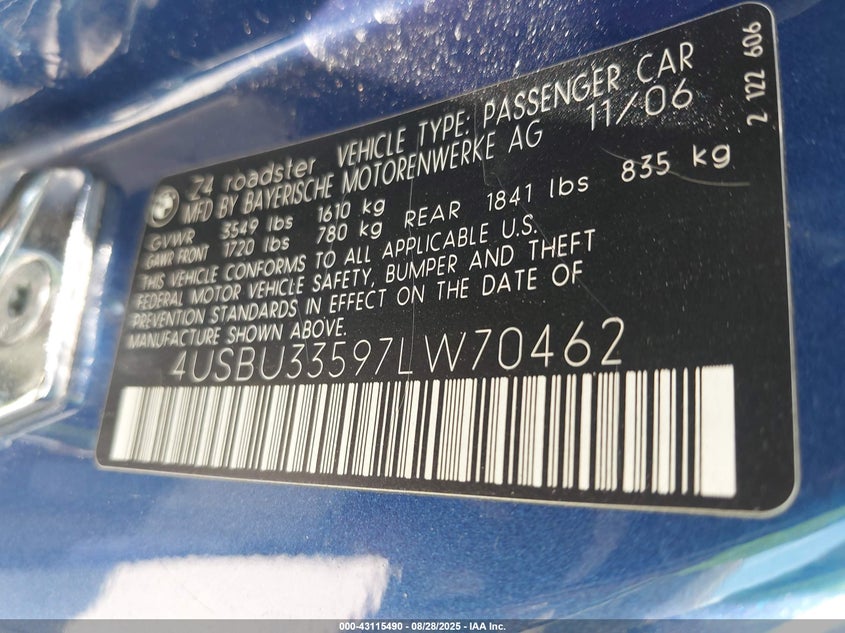 Z4 roadster VEHICLE TYPE: PASSENGER CAR
MFD BY BAYERISCHE MOTORENWERKE AG 11/06
GVWR 3549 lbs 1610 kg
GAWR FRONT 1720 lbs 780 kg REAR 1841 lbs 835 kg
THIS VEHICLE CONFORMS TO ALL APPLICABLE U.S.
FEDERAL MOTOR VEHICLE SAFETY, BUMPER AND THEFT
PREVENTION STANDARDS IN EFFECT ON THE DATE OF
MANUFACTURE SHOWN ABOVE.
4USBU33597LW70462
2 122 606
000-43115490 - 08/28/2025 - IAA Inc.